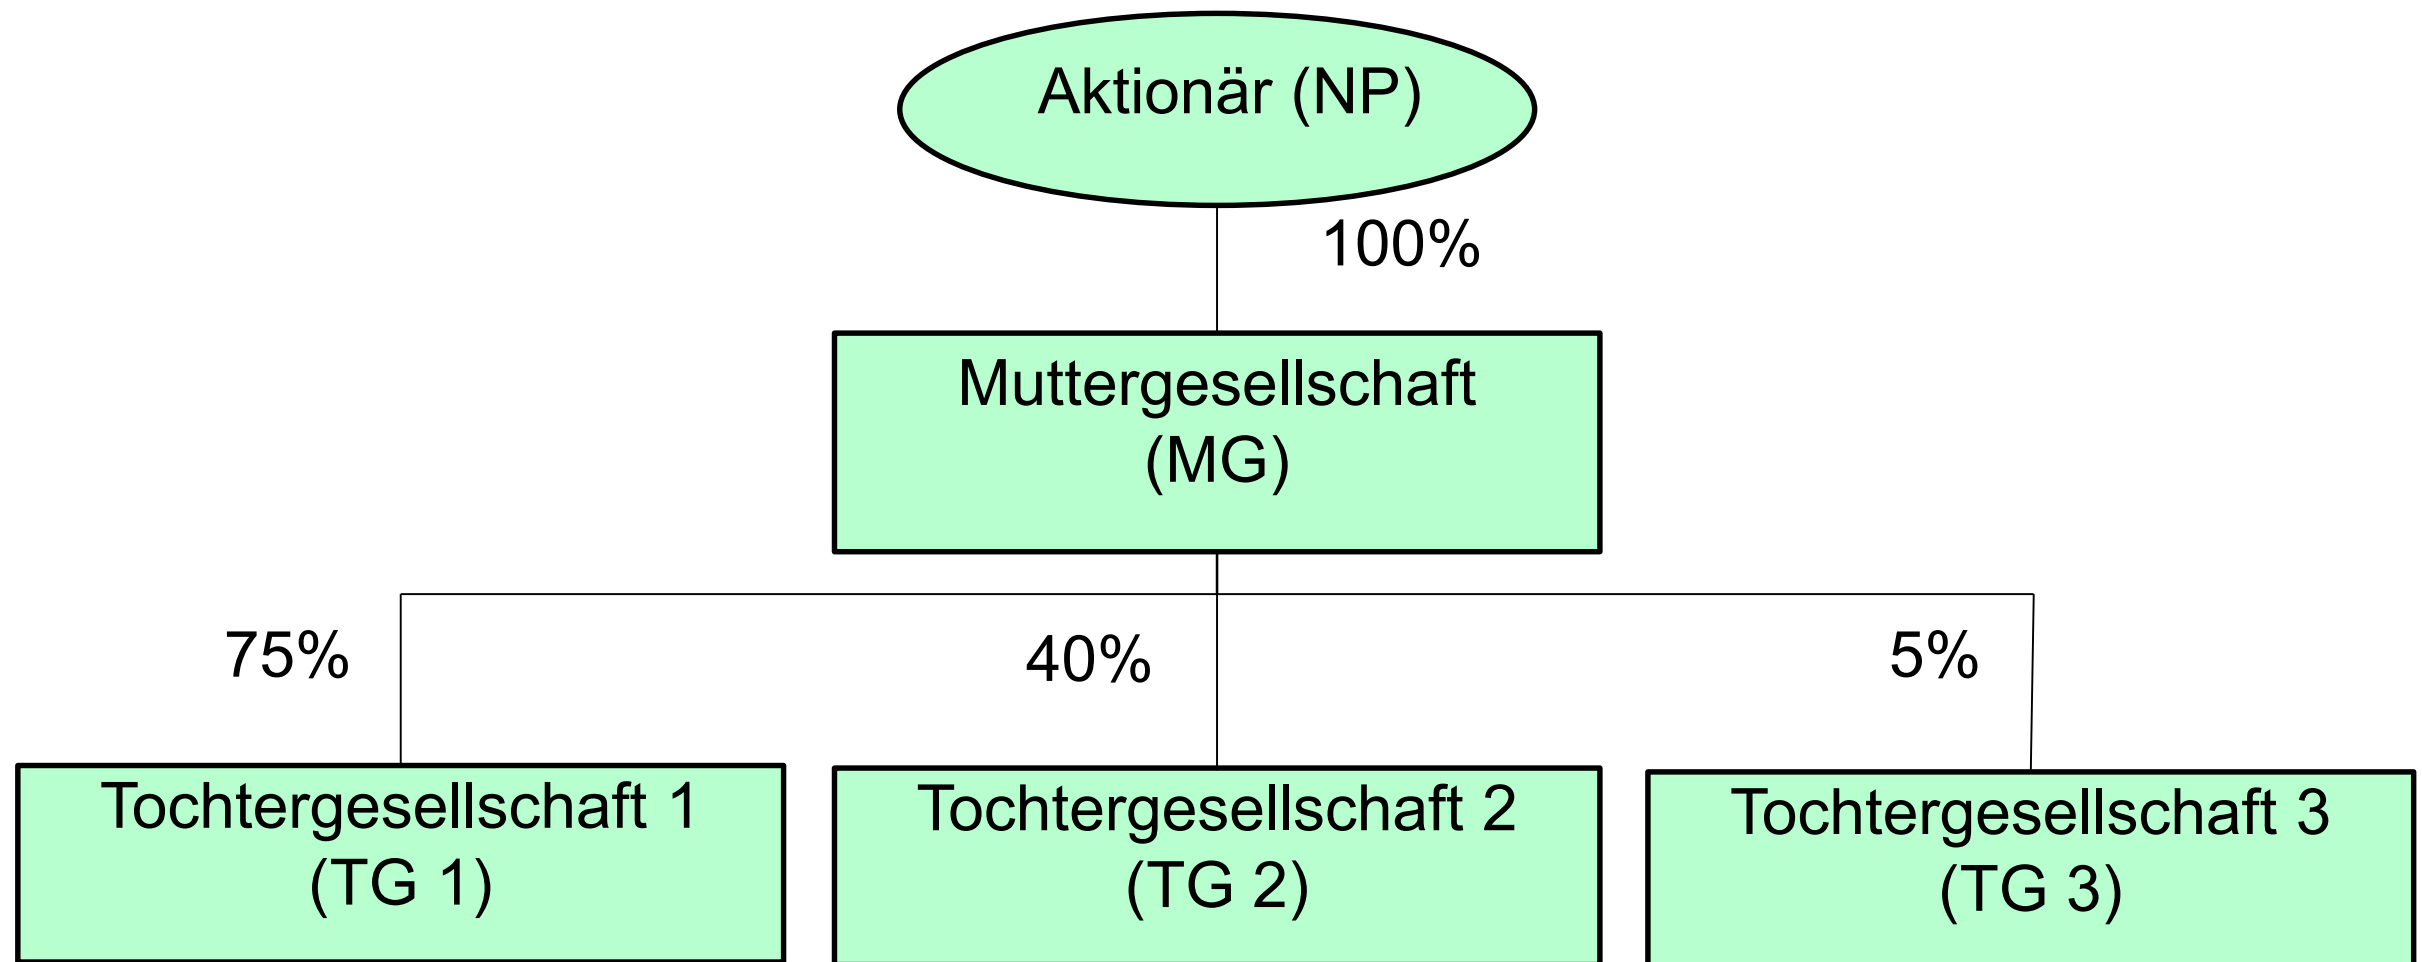 Aktionär (NP)
100%
Muttergesellschaft
(MG)
75%
40%
5%
Tochtergesellschaft 1
(TG 1)
Tochtergesellschaft 2
(TG 2)
Tochtergesellschaft 3
(TG 3)